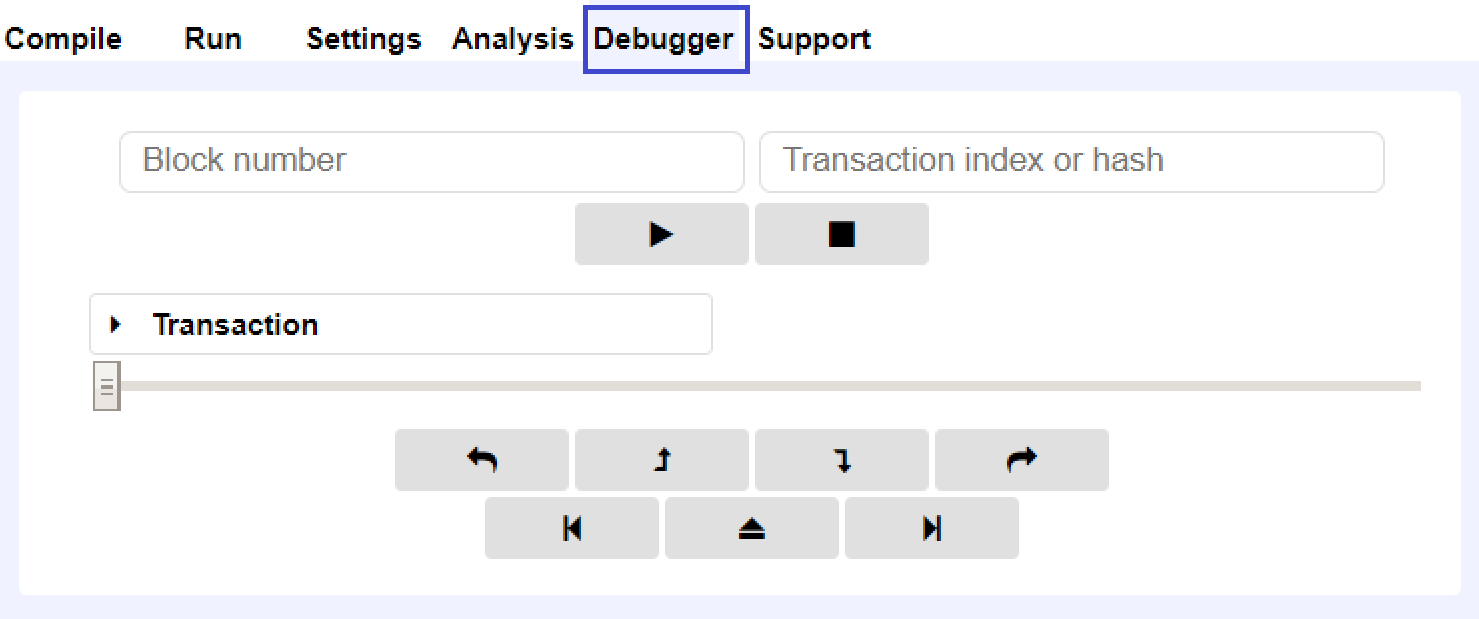 Compile Run Settings Analysis Debugger Support
Block number Transaction index or hash
Transaction